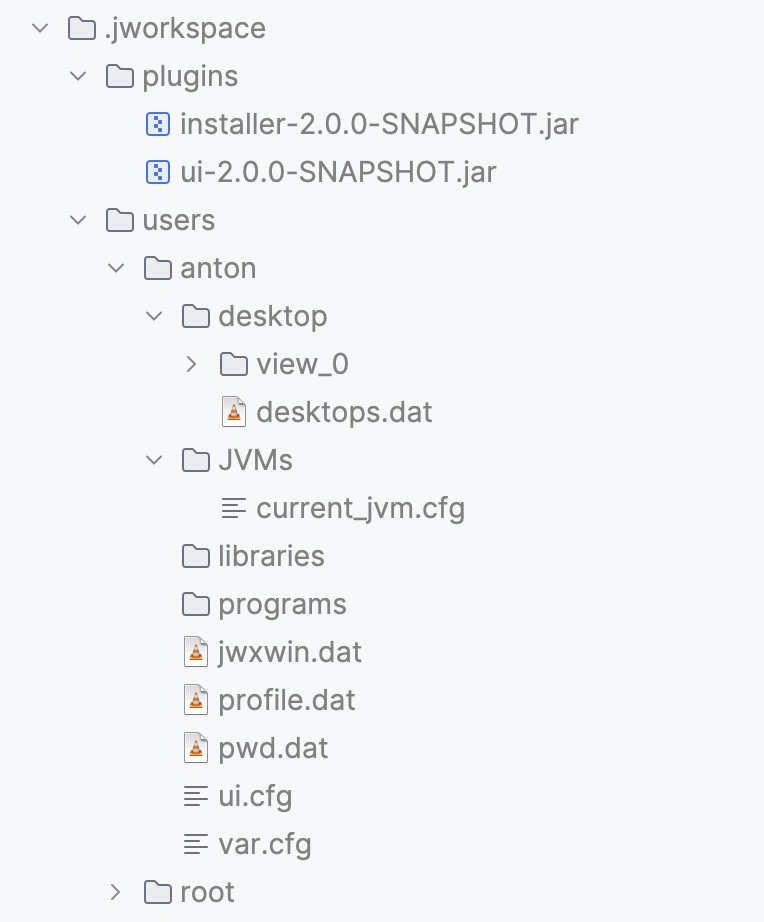 .jworkspace
plugins
installer-2.0.0-SNAPSHOT.jar
ui-2.0.0-SNAPSHOT.jar
users
anton
desktop
view_0
desktops.dat
JVMs
current_jvm.cfg
libraries
programs
jwxwin.dat
profile.dat
pwd.dat
ui.cfg
var.cfg
root